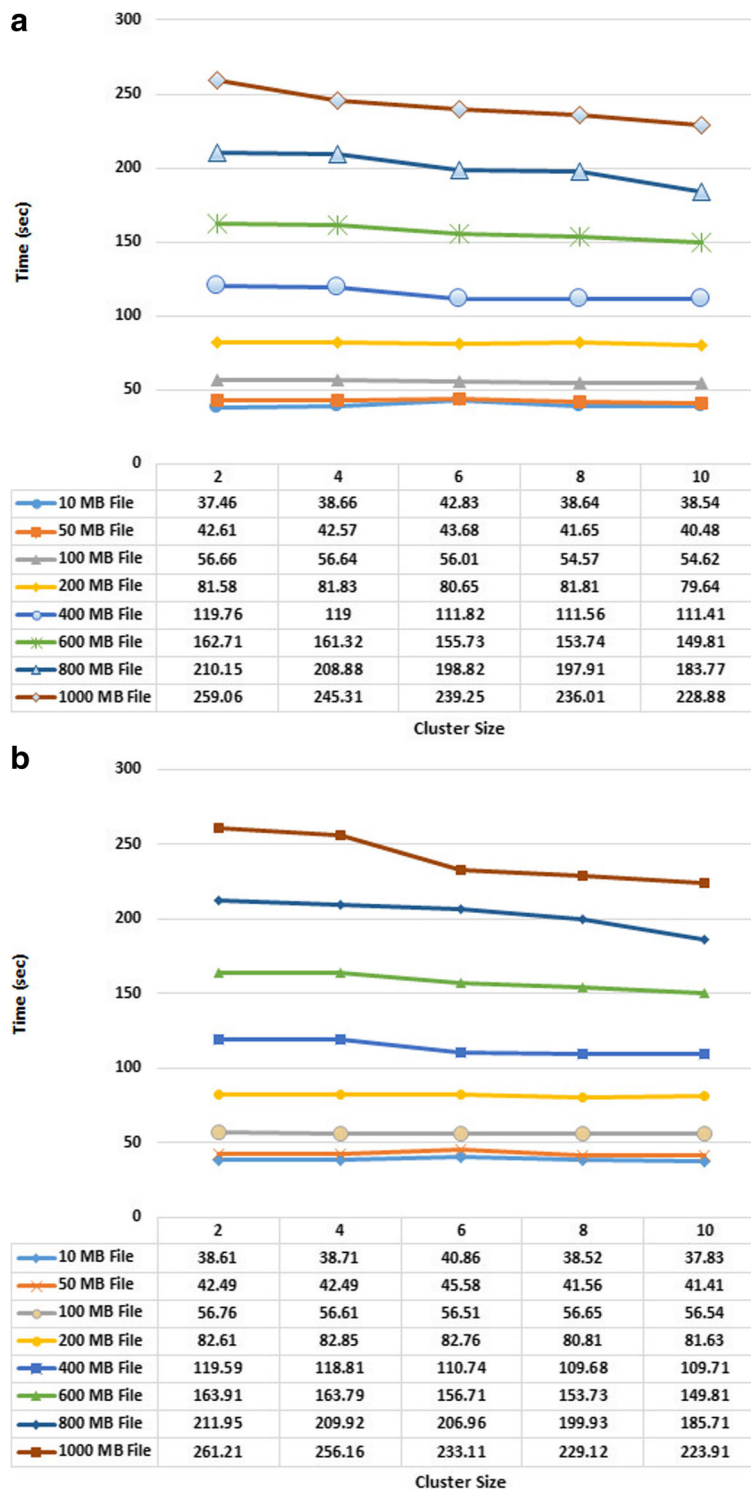 a
300
250
200
150
100
50
0
Time (sec)
2 4 6 8 10
10 MB File 37.46 38.66 42.83 38.64 38.54
50 MB File 42.61 42.57 43.68 41.65 40.48
100 MB File 56.66 56.64 56.01 54.57 54.62
200 MB File 81.58 81.83 80.65 81.81 79.64
400 MB File 119.76 119 111.82 111.56 111.41
600 MB File 162.71 161.32 155.73 153.74 149.81
800 MB File 210.15 208.88 198.82 197.91 183.77
1000 MB File 259.06 245.31 239.25 236.01 228.88
Cluster Size
b
300
250
200
150
100
50
0
Time (sec)
2 4 6 8 10
10 MB File 38.61 38.71 40.86 38.52 37.83
50 MB File 42.49 42.49 45.58 41.56 41.41
100 MB File 56.76 56.61 56.51 56.65 56.54
200 MB File 82.61 82.85 82.76 80.81 81.63
400 MB File 119.59 118.81 110.74 109.68 109.71
600 MB File 163.91 163.79 156.71 153.73 149.81
800 MB File 211.95 209.92 206.96 199.93 185.71
1000 MB File 261.21 256.16 233.11 229.12 223.91
Cluster Size